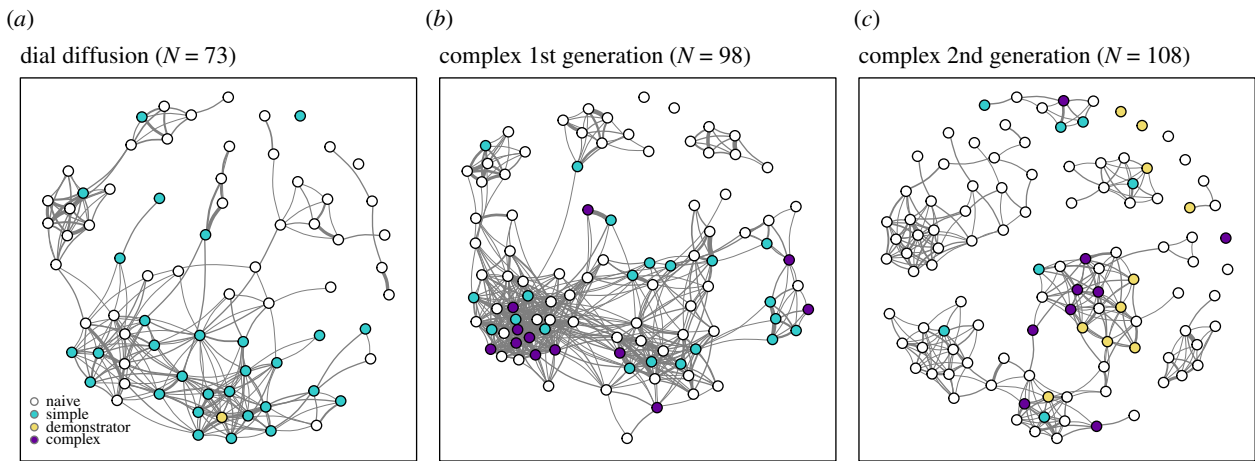 (a)
dial diffusion (N = 73)
naive
simple
demonstrator
complex
(b)
complex 1st generation (N = 98)
(c)
complex 2nd generation (N = 108)